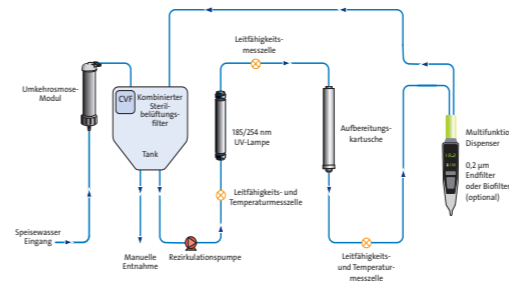 Leitfähigkeits-
messzelle
Umkehrosmose-
Modul
CVF
Kombinierter
Steril-
belüftungs-
filter
Tank
185/254 nm
UV-Lampe
Aufbereitungs-
kartusche
Multifunktion
Dispenser
0,2 µm
Endfilter
oder Biofilter
(optional)
Leitfähigkeits- und
Temperaturmesszelle
Speisewasser
Eingang
Manuelle
Entnahme
Rezirkulationspumpe
Leitfähigkeits-
und Temperatur-
messzelle